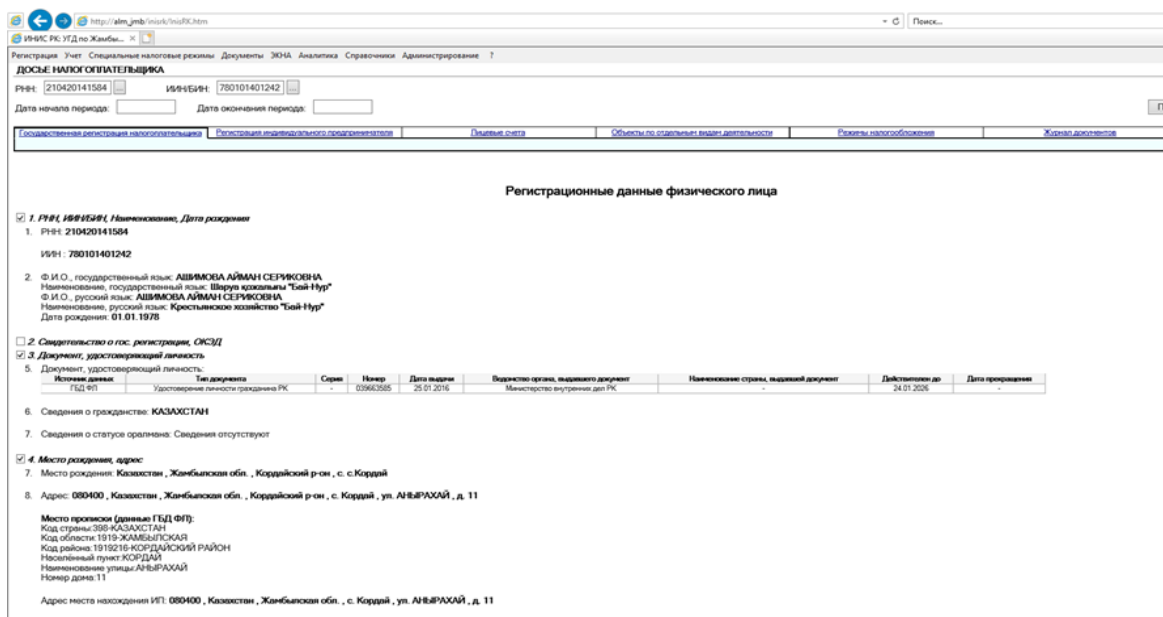 http://alm_jmb/inisrk/InisRK.htm
Поиск...
ИНИС РК: УГД по Жамбы...
Регистрация Учет Специальные налоговые режимы Документы ЭКНА Аналитика Справочники Администрирование ?
ДОСЬЕ НАЛОГОПЛАТЕЛЬЩИКА
РНН: 210420141584 ... ИИН/БИН: 780101401242 ...
Дата начала периода: Дата окончания периода:
Государственная регистрация налогоплательщика Регистрация индивидуального предпринимателя Лицевые счета Объекты по отдельным видам деятельности Режимы налогообложения Журнал документов
Регистрационные данные физического лица
1. РНН, ИИН/БИН, Наименование, Дата рождения
1. РНН: 210420141584
ИИН : 780101401242
2. Ф.И.О., государственный язык: АШИМОВА АЙМАН СЕРИКОВНА
Наименование, государственный язык: Шаруа қожалығы "Бай-Нур"
Ф.И.О., русский язык: АШИМОВА АЙМАН СЕРИКОВНА
Наименование, русский язык: Крестьянское хозяйство "Бай-Нур"
Дата рождения: 01.01.1978
2. Свидетельство о гос. регистрации, ОКЭД
3. Документ, удостоверяющий личность
5. Документ, удостоверяющий личность:
Источник данных Тип документа Серия Номер Дата выдачи Ведомство органа, выдавшего документ Наименование страны, выдавшей документ Действителен до Дата прекращения
ГБД ФЛ Удостоверение личности гражданина РК - 039663585 25.01.2016 Министерство внутренних дел РК - 24.01.2026 -
6. Сведения о гражданстве: КАЗАХСТАН
7. Сведения о статусе оралмана: Сведения отсутствуют
4. Место рождения, адрес
7. Место рождения: Казахстан , Жамбылская обл. , Кордайский р-он , с. с.Кордай
8. Адрес: 080400 , Казахстан , Жамбылская обл. , Кордайский р-он , с. Кордай , ул. АНЫРАХАЙ , д. 11
Место прописки (данные ГБД ФЛ):
Код страны:398-КАЗАХСТАН
Код области:1919-ЖАМБЫЛСКАЯ
Код района:1919216-КОРДАЙСКИЙ РАЙОН
Населённый пункт:КОРДАЙ
Наименование улицы:АНЫРАХАЙ
Номер дома:11
Адрес места нахождения ИП: 080400 , Казахстан , Жамбылская обл. , с. Кордай , ул. АНЫРАХАЙ , д. 11